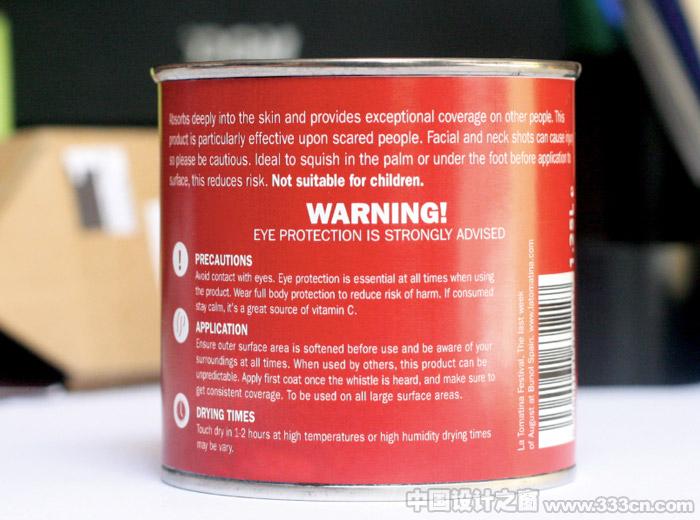 Absorbs deeply into the skin and provides exceptional coverage on other people. This
product is particularly effective upon scared people. Facial and neck shots can cause
so please be cautious. Ideal to squish in the palm or under the foot before application to
surface, this reduces risk. Not suitable for children.
WARNING!
EYE PROTECTION IS STRONGLY ADVISED
PRECAUTIONS
Avoid contact with eyes. Eye protection is essential at all times when using
the product. Wear full body protection to reduce risk of harm. If consumed
stay calm, it's a great source of vitamin C.
APPLICATION
Ensure outer surface area is softened before use and be aware of your
surroundings at all times. When used by others, this product can be
unpredictable. Apply first coat once the whistle is heard, and make sure to
get consistent coverage. To be used on all large surface areas.
DRYING TIMES
Touch dry in 1-2 hours at high temperatures or high humidity drying times
may be vary.
La Tomatina Festival, The last week
of August at Bunol Spain. www.latomatina.com
1.25L e
中国设计之窗 www.333cn.com